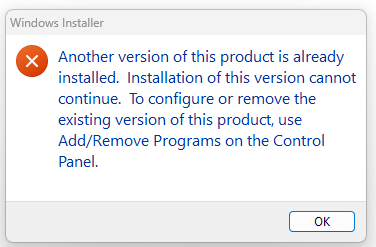 Windows Installer
Another version of this product is already
installed.  Installation of this version cannot
continue.  To configure or remove the
existing version of this product, use
Add/Remove Programs on the Control
Panel.
OK